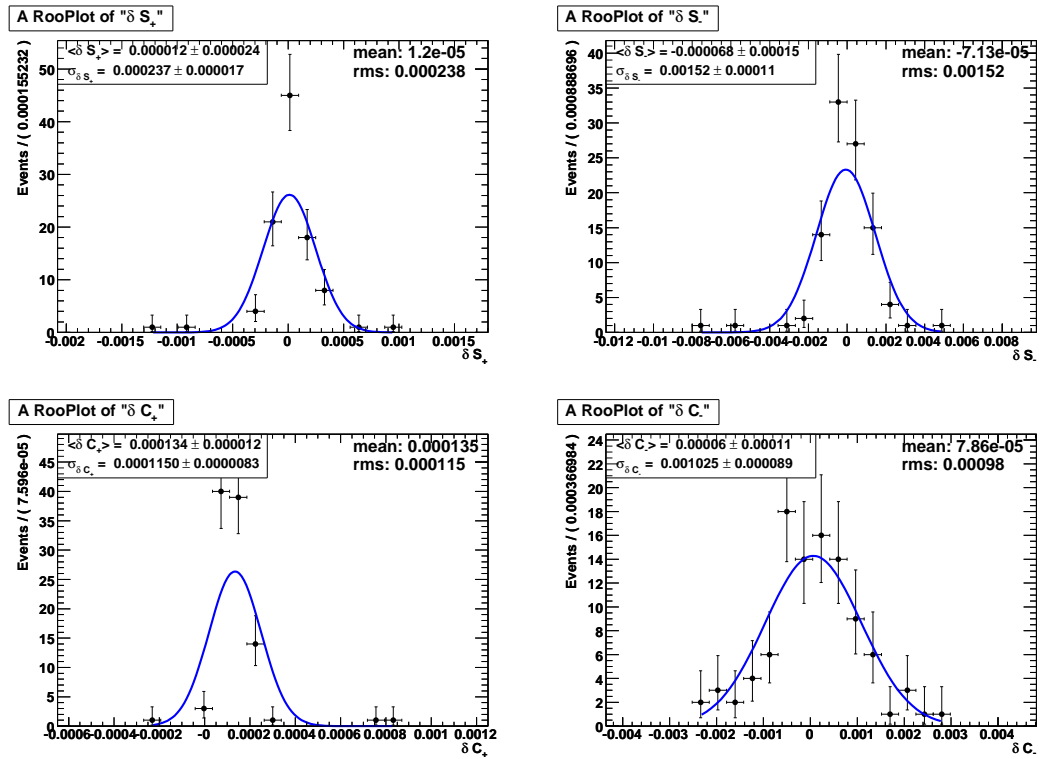 A RooPlot of "δ S+"
<δ S+> = 0.000012 ± 0.000024
σδ S+ = 0.000237 ± 0.000017
mean: 1.2e-05
rms: 0.000238
Events / ( 0.000155232 )
50
40
30
20
10
0
-0.002 -0.0015 -0.001 -0.0005 0 0.0005 0.001 0.0015
δ S+
A RooPlot of "δ S-"
<δ S-> = -0.000068 ± 0.00015
σδ S- = 0.00152 ± 0.00011
mean: -7.13e-05
rms: 0.00152
Events / ( 0.000888696 )
40
35
30
25
20
15
10
5
0
-0.012 -0.01 -0.008 -0.006 -0.004 -0.002 0 0.002 0.004 0.006 0.008
δ S-
A RooPlot of "δ C+"
<δ C+> = 0.000134 ± 0.000012
σδ C+ = 0.0001150 ± 0.0000083
mean: 0.000135
rms: 0.000115
Events / ( 7.596e-05 )
45
40
35
30
25
20
15
10
5
0
-0.0006 -0.0004 -0.0002 -0 0.0002 0.0004 0.0006 0.0008 0.001 0.0012
δ C+
A RooPlot of "δ C-"
<δ C-> = 0.00006 ± 0.00011
σδ C- = 0.001025 ± 0.000089
mean: 7.86e-05
rms: 0.00098
Events / ( 0.000366984 )
24
22
20
18
16
14
12
10
8
6
4
2
0
-0.004 -0.003 -0.002 -0.001 0 0.001 0.002 0.003 0.004
δ C-